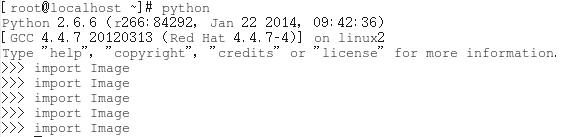 [root@localhost ~]# python
Python 2.6.6 (r266:84292, Jan 22 2014, 09:42:36)
[GCC 4.4.7 20120313 (Red Hat 4.4.7-4)] on linux2
Type "help", "copyright", "credits" or "license" for more information.
>>> import Image
>>> import Image
>>> import Image
>>> import Image
>>> import Image